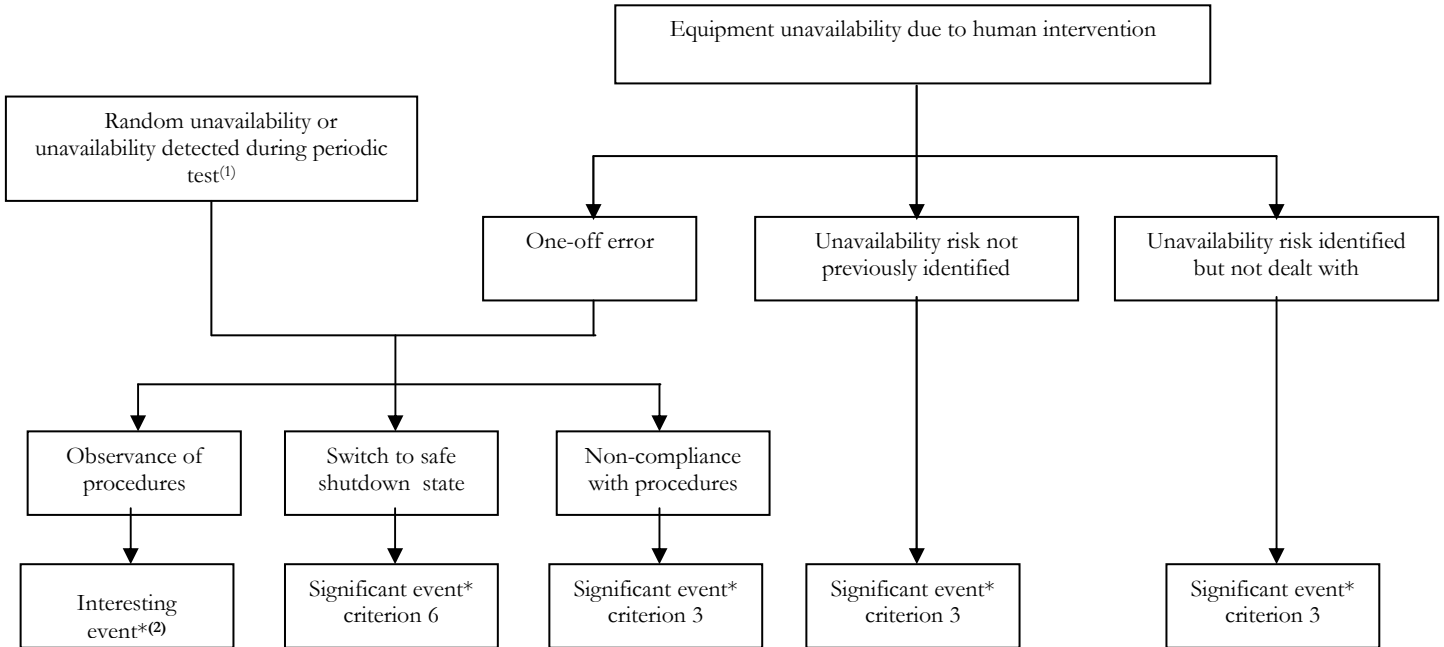 Equipment unavailability due to human intervention
Random unavailability or
unavailability detected during periodic
test(1)
One-off error
Unavailability risk not
previously identified
Unavailability risk identified
but not dealt with
Observance of
procedures
Switch to safe
shutdown state
Non-compliance
with procedures
Interesting
event*(2)
Significant event*
criterion 6
Significant event*
criterion 3
Significant event*
criterion 3
Significant event*
criterion 3